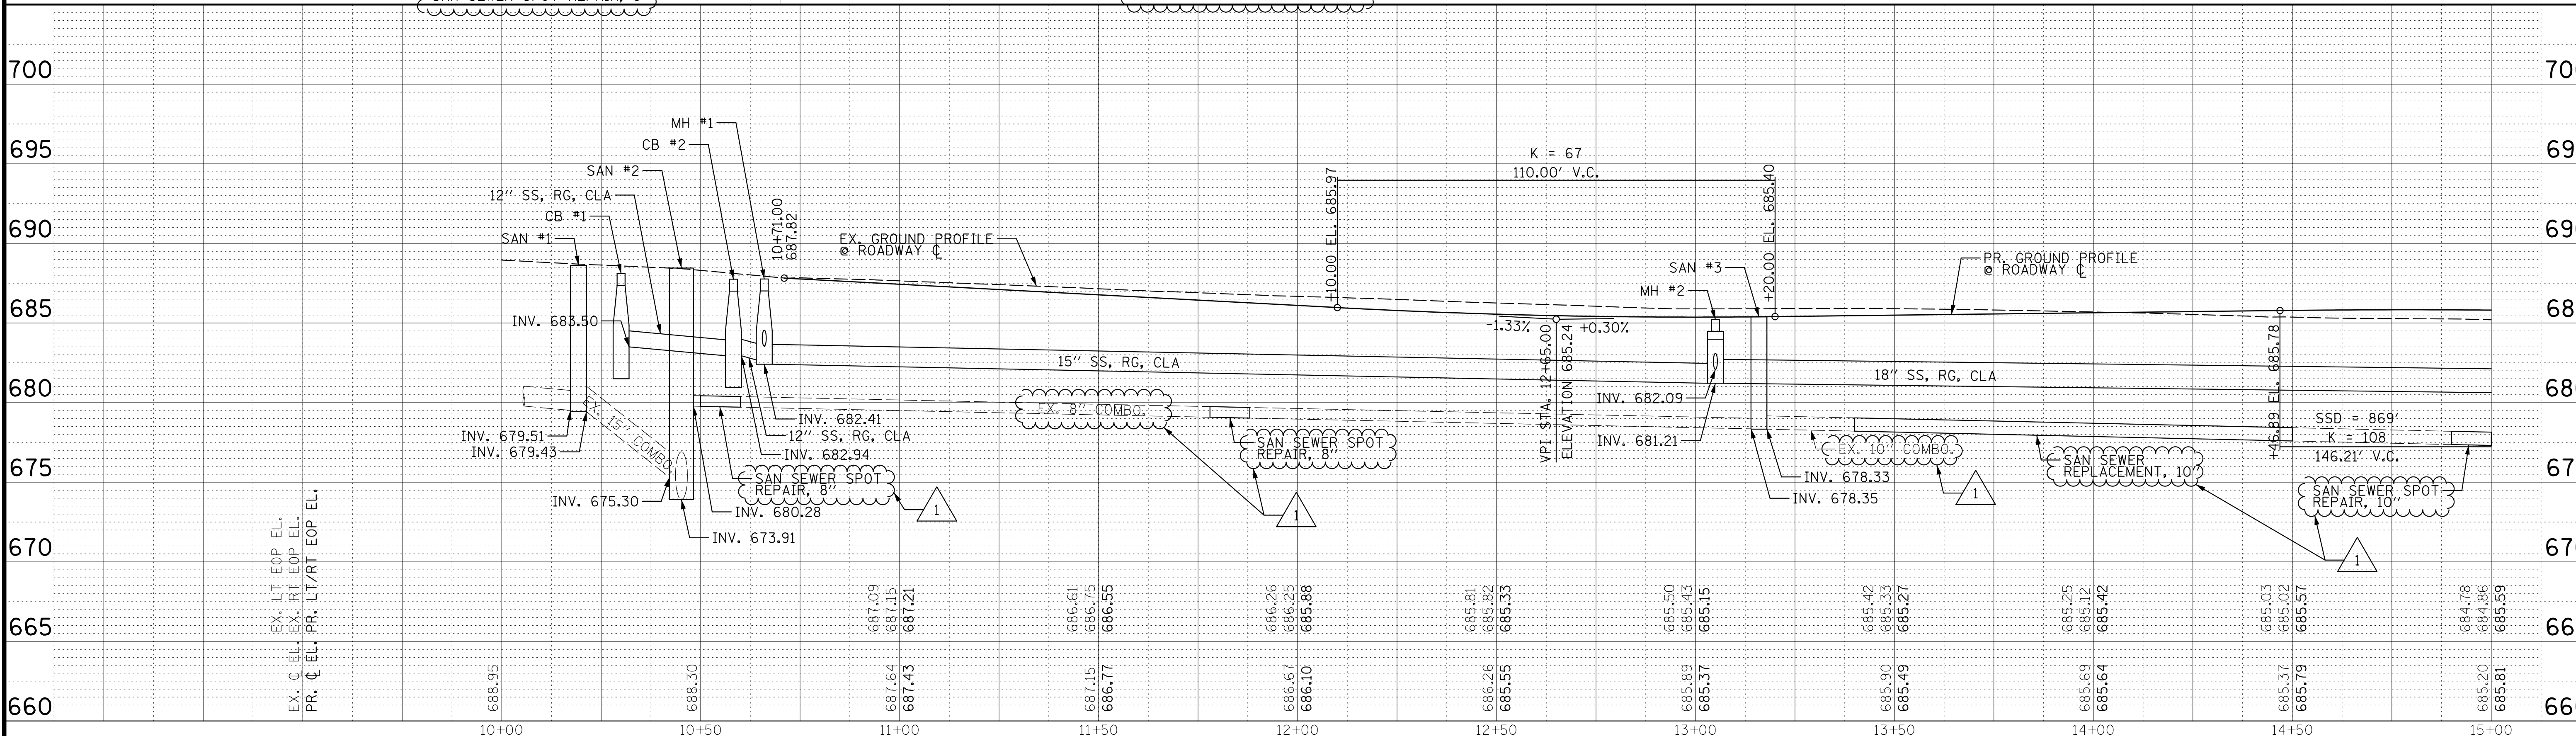 700
695
690
685
680
675
670
665
660
MH #1
CB #2
SAN #2
12'' SS, RG, CLA
CB #1
SAN #1
10+71.00
687.82
EX. GROUND PROFILE
@ ROADWAY ℄
INV. 683.50
15'' SS, RG, CLA
EX. 15'' COMBO.
INV. 679.51
INV. 679.43
INV. 675.30
INV. 673.91
INV. 680.28
SAN SEWER SPOT
REPAIR, 8''
1
INV. 682.94
12'' SS, RG, CLA
INV. 682.41
EX. 8'' COMBO.
SAN SEWER SPOT
REPAIR, 8''
1
K = 67
110.00' V.C.
+10.00 EL. 685.97
+20.00 EL. 685.40
-1.33%
+0.30%
VPI STA. 12+65.00
ELEVATION 685.24
SAN #3
MH #2
INV. 682.09
INV. 681.21
INV. 678.33
INV. 678.35
18'' SS, RG, CLA
PR. GROUND PROFILE
@ ROADWAY ℄
EX. 10'' COMBO.
1
SAN SEWER
REPLACEMENT, 10''
+46.89 EL. 685.78
SSD = 869'
K = 108
146.21' V.C.
SAN SEWER SPOT
REPAIR, 10''
1
EX. LT EOP EL.
EX. ℄ EL. EX. RT EOP EL.
PR. ℄ EL. PR. LT/RT EOP EL.
688.95
688.30
687.09
687.15
687.21
687.64
687.43
686.61
686.75
686.55
687.15
686.77
686.26
686.25
685.88
686.67
686.10
685.81
685.82
685.33
686.26
685.55
685.50
685.43
685.15
685.89
685.37
685.42
685.33
685.27
685.90
685.49
685.25
685.12
685.42
685.69
685.64
685.03
685.02
685.57
685.37
685.79
684.78
684.86
685.59
685.20
685.81
10+00
10+50
11+00
11+50
12+00
12+50
13+00
13+50
14+00
14+50
15+00